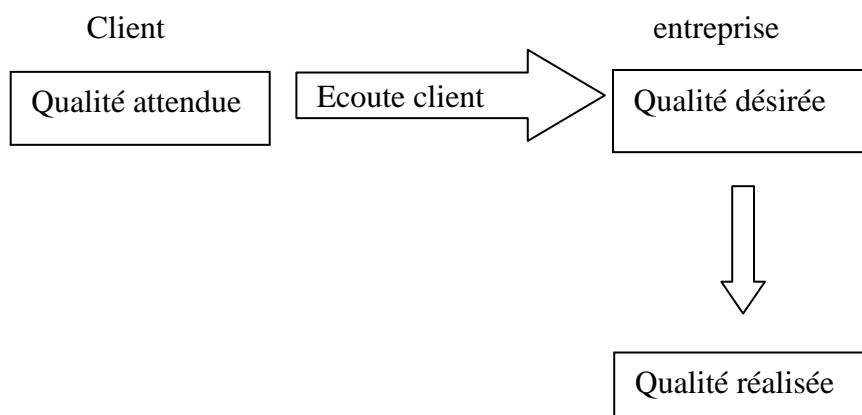 Client
entreprise
Qualité attendue
Ecoute client
Qualité désirée
Qualité réalisée